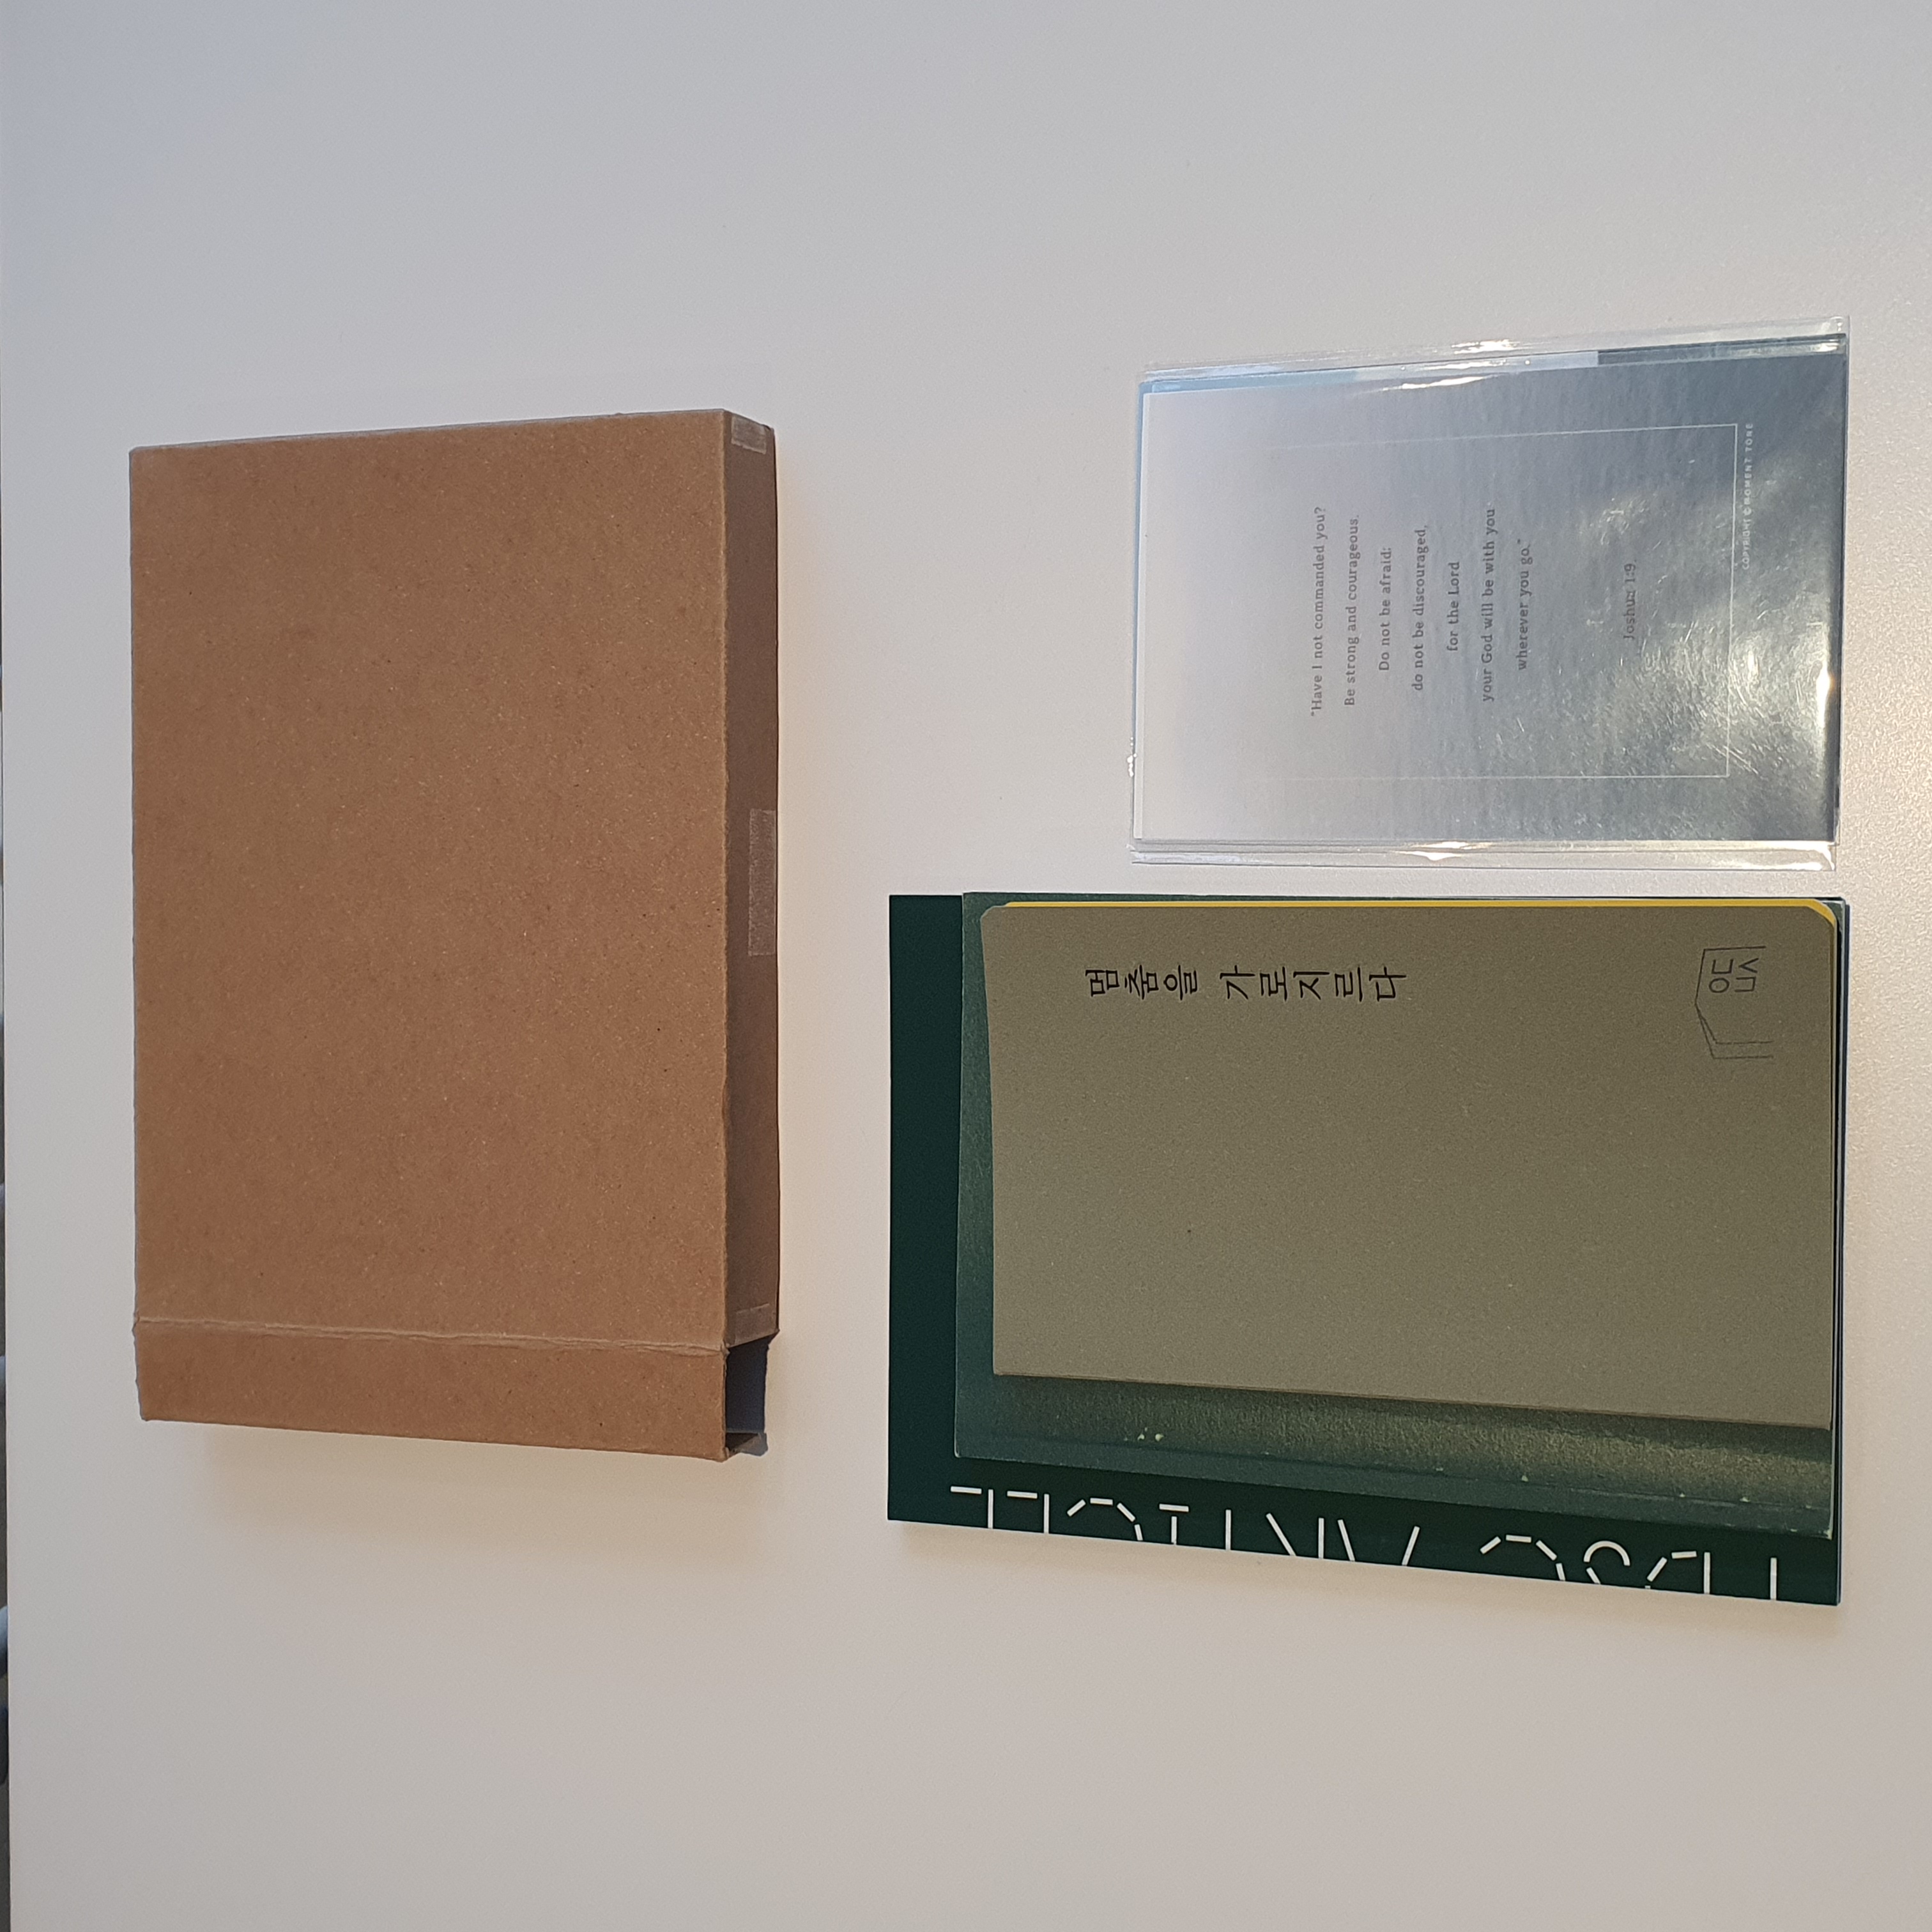 멈춤을 가로지르다
ㅇㄷ
ㅂㅅ
"Have I not commanded you?
Be strong and courageous.
Do not be afraid;
do not be discouraged,
for the Lord
your God will be with you
wherever you go."
Joshua 1:9.
COPYRIGHT © MOMENT TONE